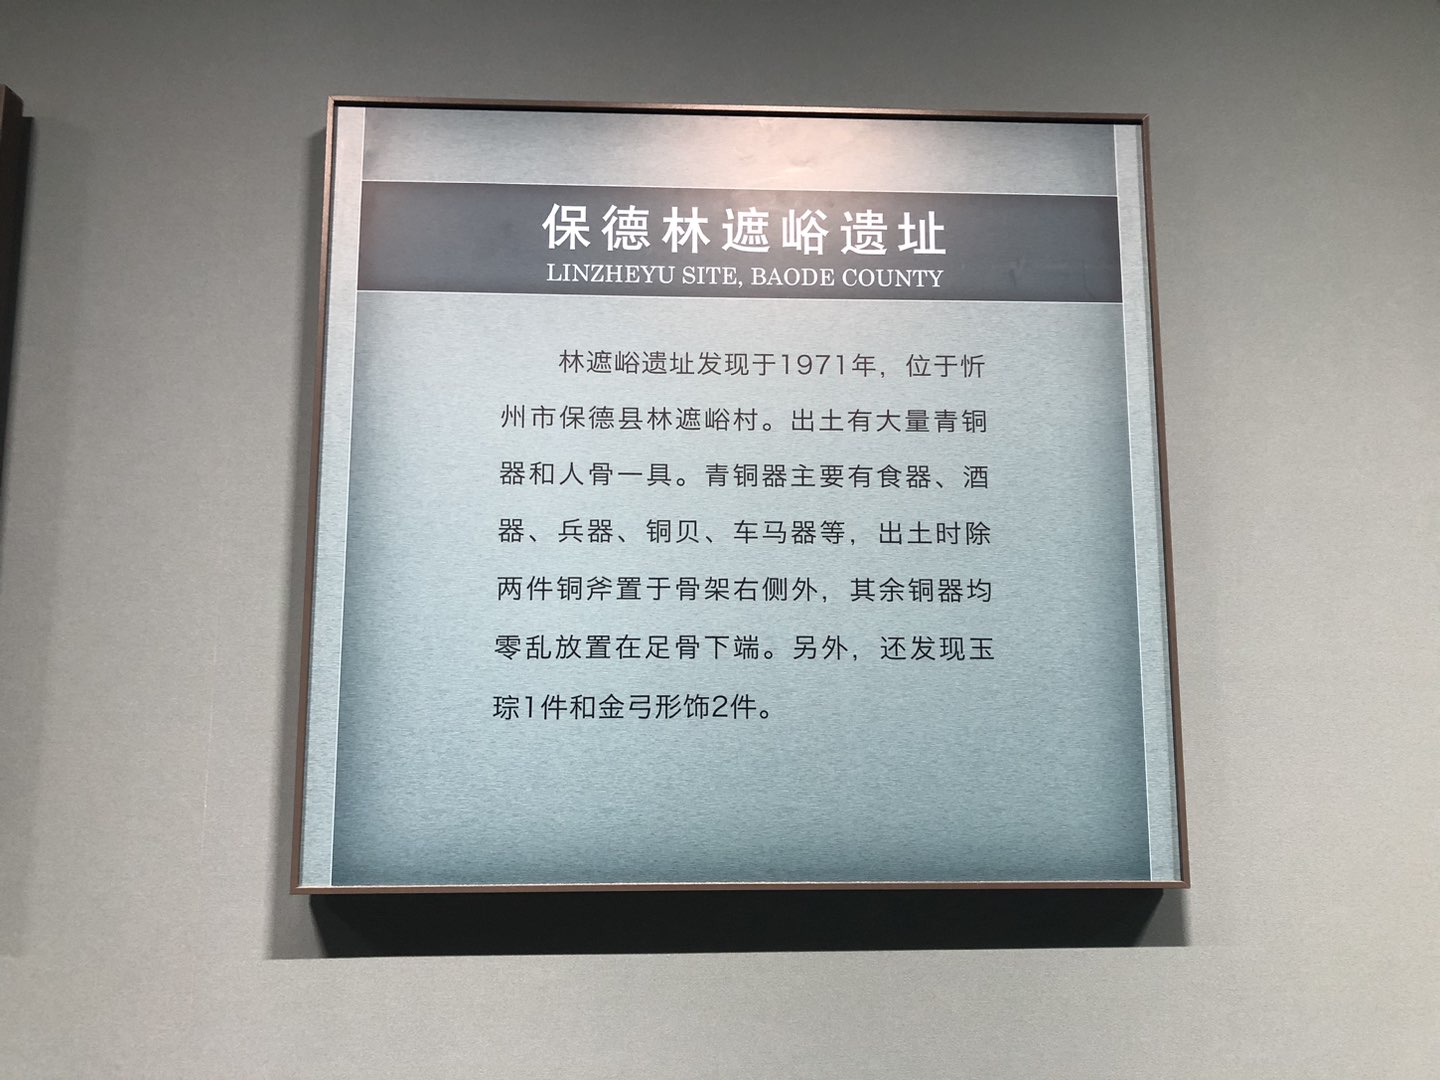 保德林遮峪遗址
LINZHEYU SITE, BAODE COUNTY
林遮峪遗址发现于1971年，位于忻
州市保德县林遮峪村。出土有大量青铜
器和人骨一具。青铜器主要有食器、酒
器、兵器、铜贝、车马器等，出土时除
两件铜斧置于骨架右侧外，其余铜器均
零乱放置在足骨下端。另外，还发现玉
琮1件和金弓形饰2件。